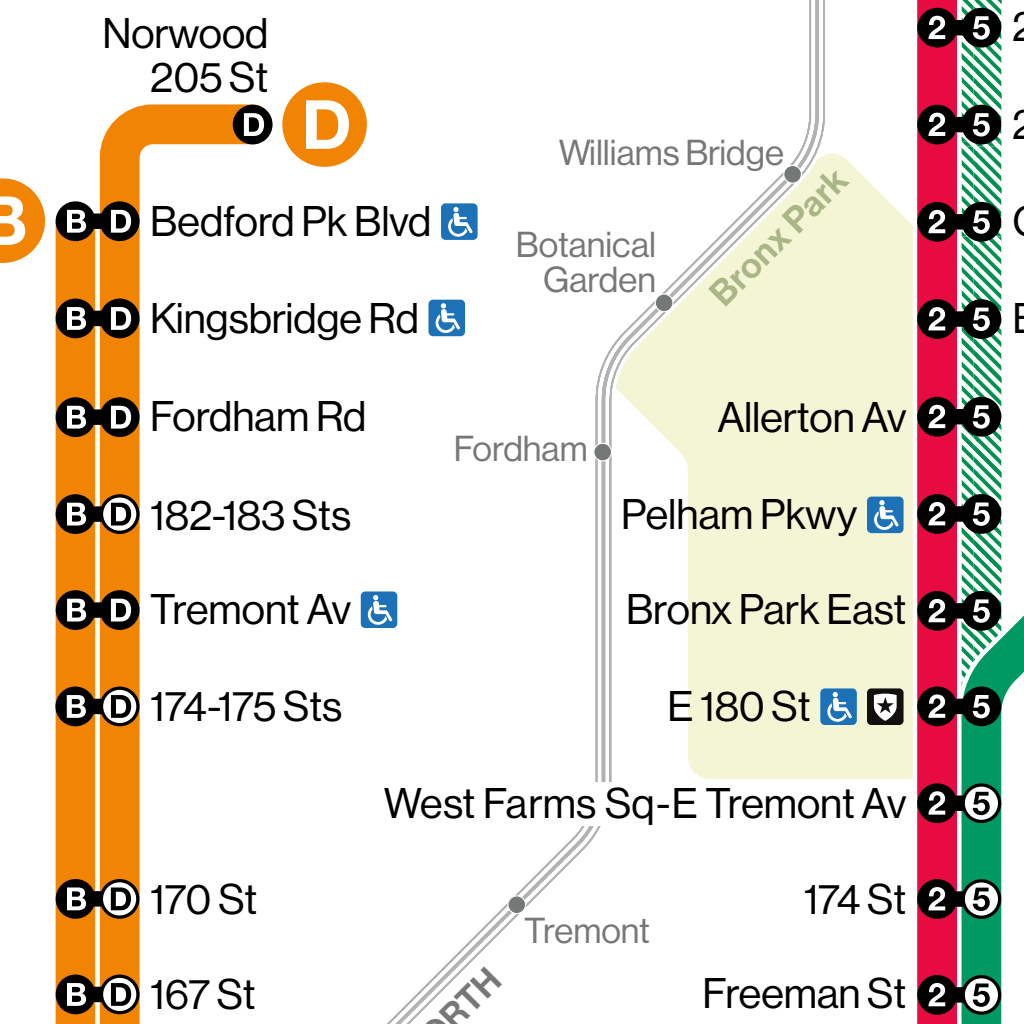 Norwood
205 St
D
D
B
B D Bedford Pk Blvd
B D Kingsbridge Rd
B D Fordham Rd
B D 182-183 Sts
B D Tremont Av
B D 174-175 Sts
B D 170 St
B D 167 St
Williams Bridge
Botanical
Garden
Bronx Park
Fordham
Tremont
2 5
2 5
2 5
2 5
Allerton Av 2 5
Pelham Pkwy 2 5
Bronx Park East 2 5
E 180 St 2 5
West Farms Sq-E Tremont Av 2 5
174 St 2 5
Freeman St 2 5